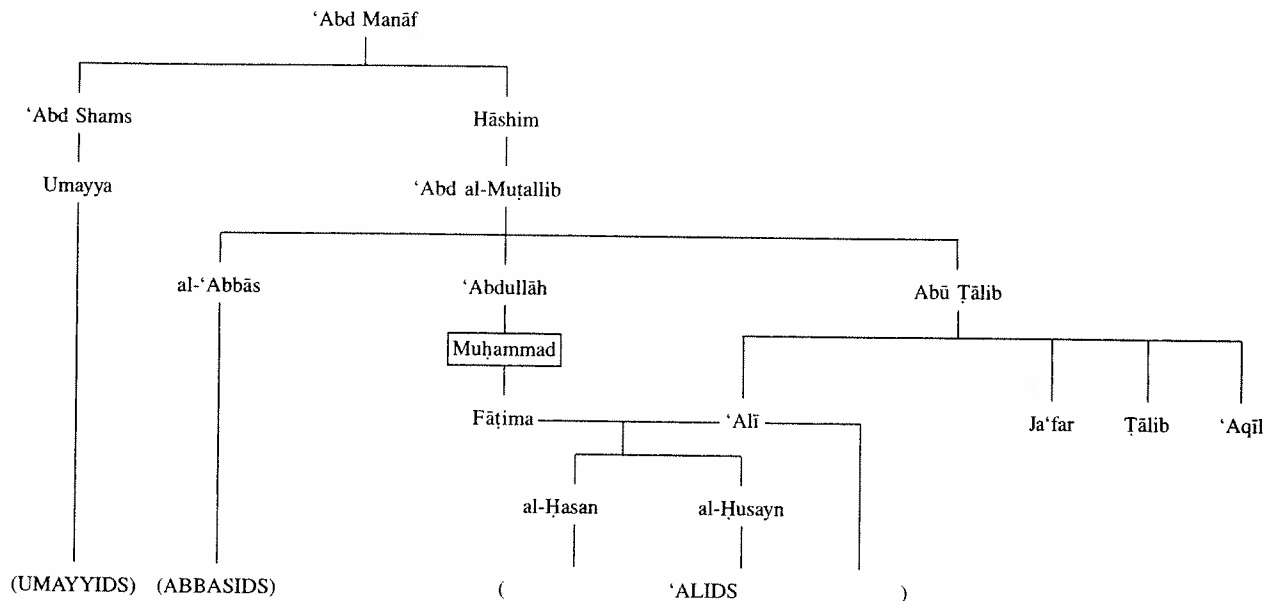 ‘Abd Manāf
‘Abd Shams Hāshim
Umayya ‘Abd al-Muṭallib
al-‘Abbās ‘Abdullāh Abū Ṭālib
Muḥammad
Fāṭima ‘Alī Ja‘far Ṭālib ‘Aqīl
al-Ḥasan al-Ḥusayn
(UMAYYIDS) (ABBASIDS) ( ‘ALIDS )